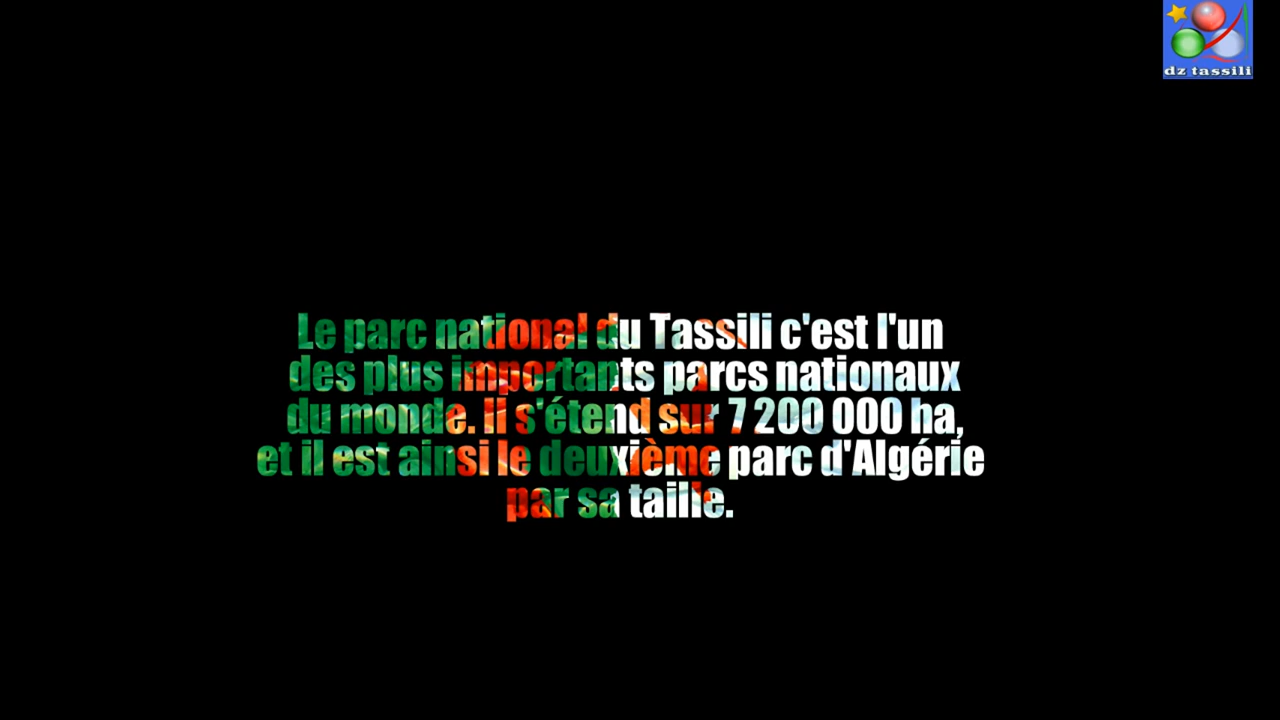 dz tassili
Le parc national du Tassili c'est l'un
des plus importants parcs nationaux
du monde. Il s'étend sur 7 200 000 ha,
et il est ainsi le deuxième parc d'Algérie
par sa taille.